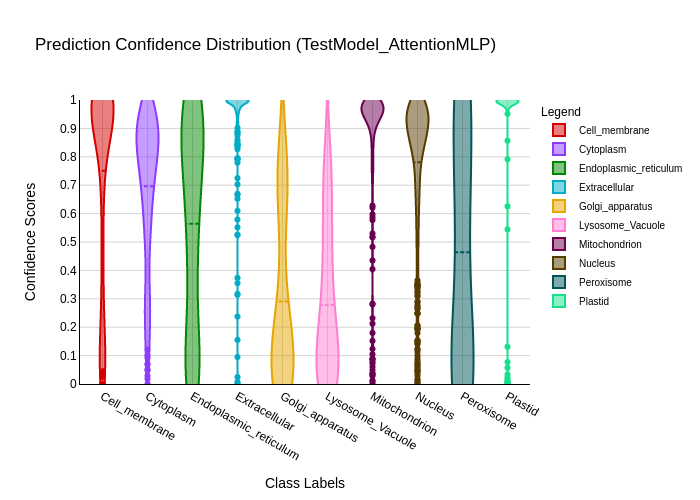 Prediction Confidence Distribution (TestModel_AttentionMLP)
Legend
Cell_membrane
Cytoplasm
Endoplasmic_reticulum
Extracellular
Golgi_apparatus
Lysosome_Vacuole
Mitochondrion
Nucleus
Peroxisome
Plastid
Confidence Scores
1
0.9
0.8
0.7
0.6
0.5
0.4
0.3
0.2
0.1
0
Cell_membrane
Cytoplasm
Endoplasmic_reticulum
Extracellular
Golgi_apparatus
Lysosome_Vacuole
Mitochondrion
Nucleus
Peroxisome
Plastid
Class Labels